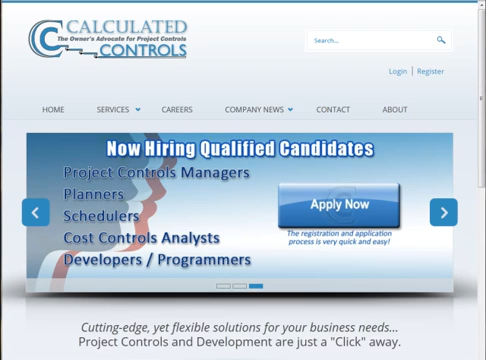 CALCULATED
The Owner's Advocate for Project Controls
CONTROLS
Search...
Login | Register
HOME SERVICES CAREERS COMPANY NEWS CONTACT ABOUT
Now Hiring Qualified Candidates
Project Controls Managers
Planners
Schedulers
Cost Controls Analysts
Developers / Programmers
Apply Now
The registration and application
process is very quick and easy!
Cutting-edge, yet flexible solutions for your business needs...
Project Controls and Development are just a "Click" away.